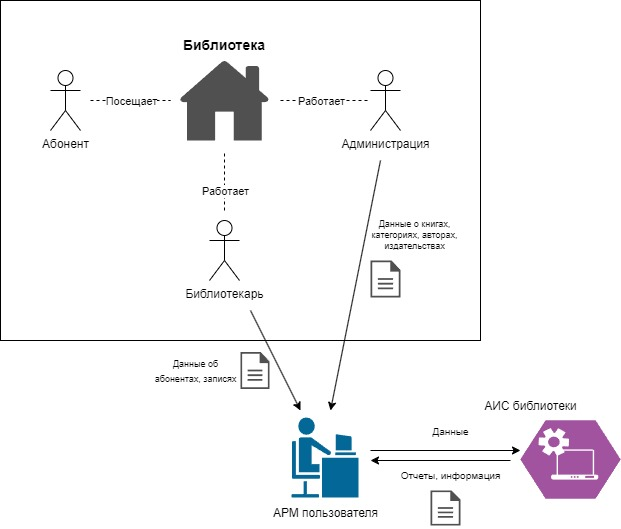 Библиотека
Посещает
Работает
Абонент
Администрация
Работает
Данные о книгах,
категориях, авторах,
издательствах
Библиотекарь
Данные об
абонентах, записях
АИС библиотеки
Данные
Отчеты, информация
АРМ пользователя